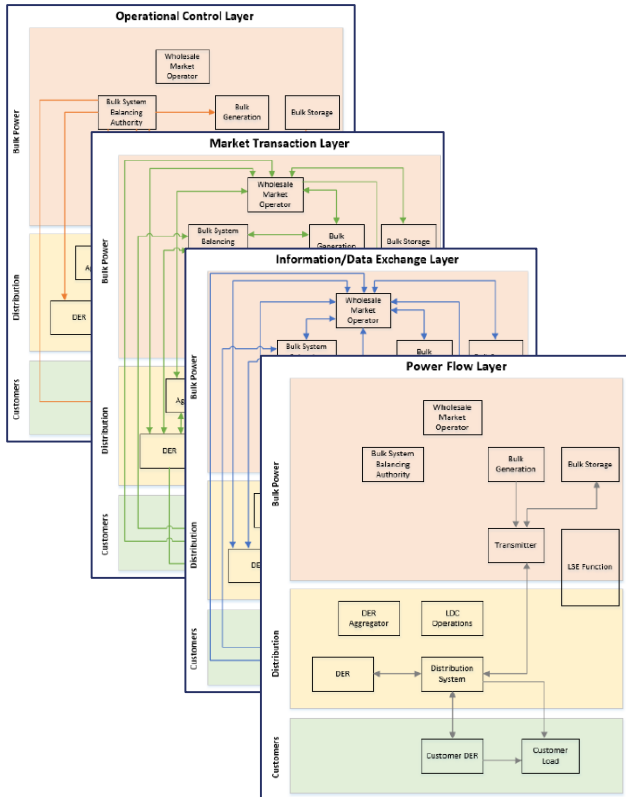 Operational Control Layer
Bulk Power
Distribution
Customers
Wholesale
Market
Operator
Bulk System
Balancing
Authority
Bulk
Generation
Bulk Storage
DER
Market Transaction Layer
Bulk Power
Distribution
Customers
Wholesale
Market
Operator
Bulk System
Balancing
Bulk
Generation
Bulk Storage
DER
Information/Data Exchange Layer
Bulk Power
Distribution
Customers
Wholesale
Market
Operator
Bulk System
Bulk
Power Flow Layer
Bulk Power
Distribution
Customers
Wholesale
Market
Operator
Bulk System
Balancing
Authority
Bulk
Generation
Bulk Storage
Transmitter
LSE Function
DER
Aggregator
LDC
Operations
DER
Distribution
System
Customer DER
Customer
Load